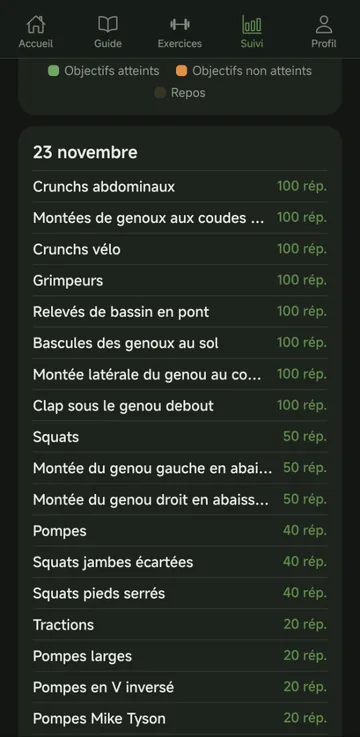 Accueil Guide Exercices Suivi Profil
Objectifs atteints Objectifs non atteints
Repos
23 novembre
Crunchs abdominaux 100 rép.
Montées de genoux aux coudes ... 100 rép.
Crunchs vélo 100 rép.
Grimpeurs 100 rép.
Relevés de bassin en pont 100 rép.
Bascules des genoux au sol 100 rép.
Montée latérale du genou au co... 100 rép.
Clap sous le genou debout 100 rép.
Squats 50 rép.
Montée du genou gauche en abai... 50 rép.
Montée du genou droit en abaiss... 50 rép.
Pompes 40 rép.
Squats jambes écartées 40 rép.
Squats pieds serrés 40 rép.
Tractions 20 rép.
Pompes larges 20 rép.
Pompes en V inversé 20 rép.
Pompes Mike Tyson 20 rép.